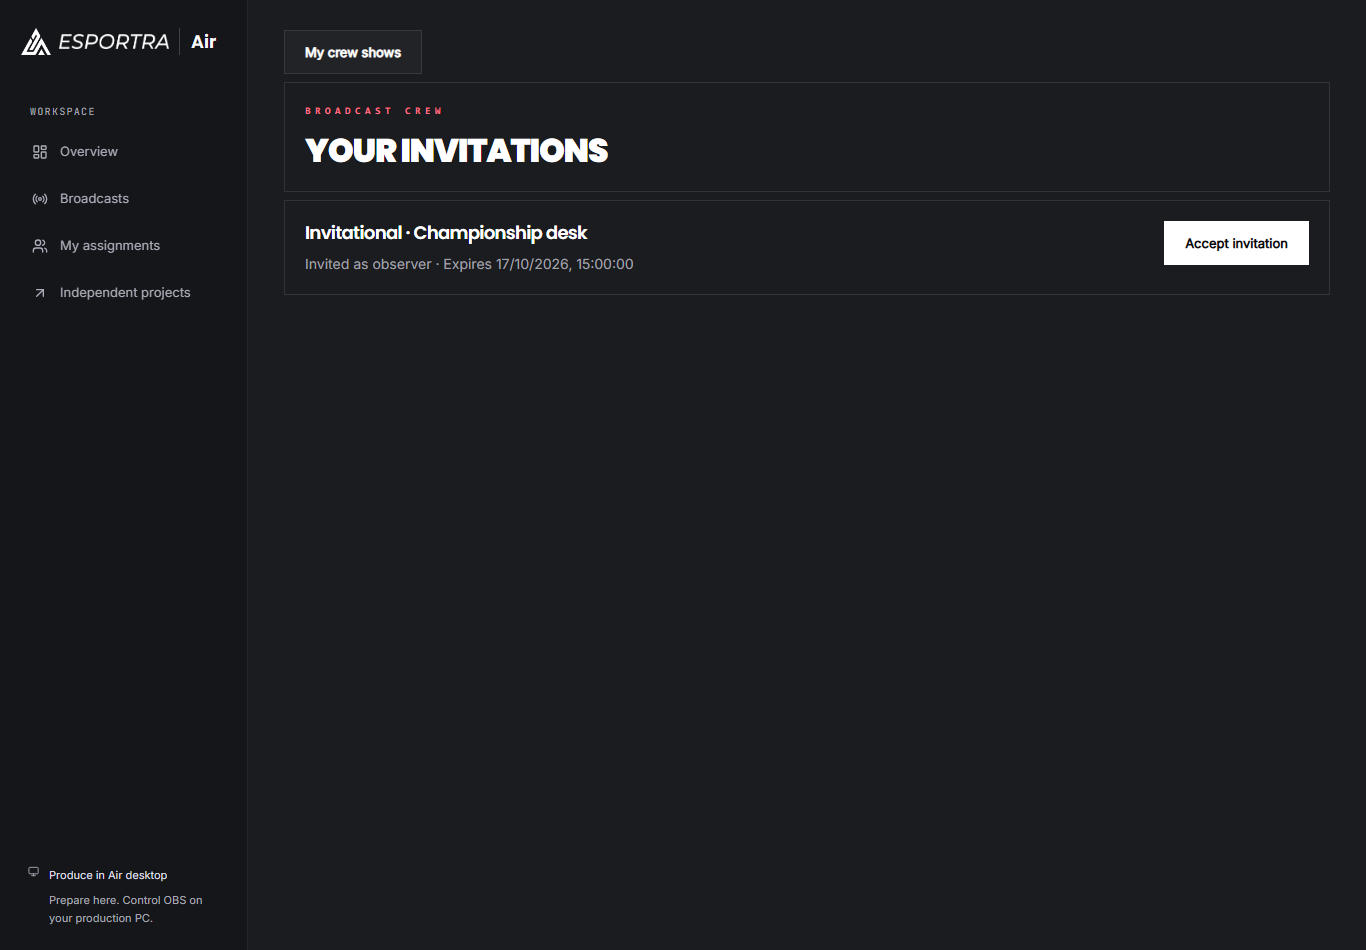 ESPORTRA | Air
WORKSPACE
Overview
Broadcasts
My assignments
Independent projects
Produce in Air desktop
Prepare here. Control OBS on
your production PC.
My crew shows
BROADCAST CREW
YOUR INVITATIONS
Invitational · Championship desk
Invited as observer · Expires 17/10/2026, 15:00:00
Accept invitation